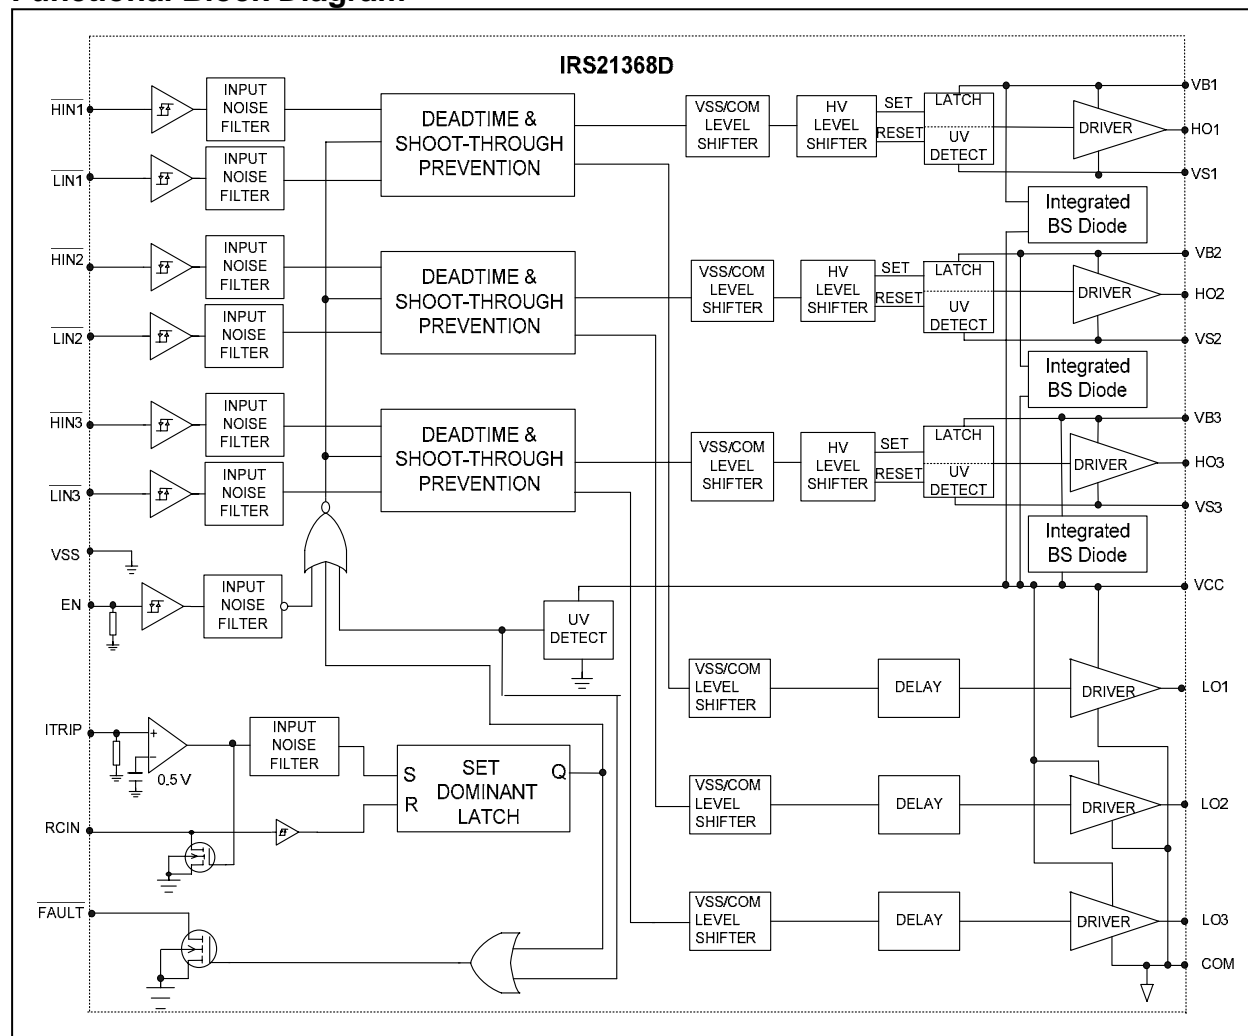 Functional Block Diagram
IRS21368D
HIN1
INPUT
NOISE
FILTER
LIN1
INPUT
NOISE
FILTER
DEADTIME &
SHOOT-THROUGH
PREVENTION
VSS/COM
LEVEL
SHIFTER
HV
LEVEL
SHIFTER
SET
RESET
LATCH
UV
DETECT
DRIVER
VB1
HO1
VS1
Integrated
BS Diode
HIN2
INPUT
NOISE
FILTER
LIN2
INPUT
NOISE
FILTER
DEADTIME &
SHOOT-THROUGH
PREVENTION
VSS/COM
LEVEL
SHIFTER
HV
LEVEL
SHIFTER
SET
RESET
LATCH
UV
DETECT
DRIVER
VB2
HO2
VS2
Integrated
BS Diode
HIN3
INPUT
NOISE
FILTER
LIN3
INPUT
NOISE
FILTER
DEADTIME &
SHOOT-THROUGH
PREVENTION
VSS/COM
LEVEL
SHIFTER
HV
LEVEL
SHIFTER
SET
RESET
LATCH
UV
DETECT
DRIVER
VB3
HO3
VS3
Integrated
BS Diode
VSS
EN
INPUT
NOISE
FILTER
UV
DETECT
VCC
VSS/COM
LEVEL
SHIFTER
DELAY
DRIVER
LO1
ITRIP
+
−
0.5 V
INPUT
NOISE
FILTER
S
R
SET
DOMINANT
LATCH
Q
RCIN
VSS/COM
LEVEL
SHIFTER
DELAY
DRIVER
LO2
FAULT
VSS/COM
LEVEL
SHIFTER
DELAY
DRIVER
LO3
COM